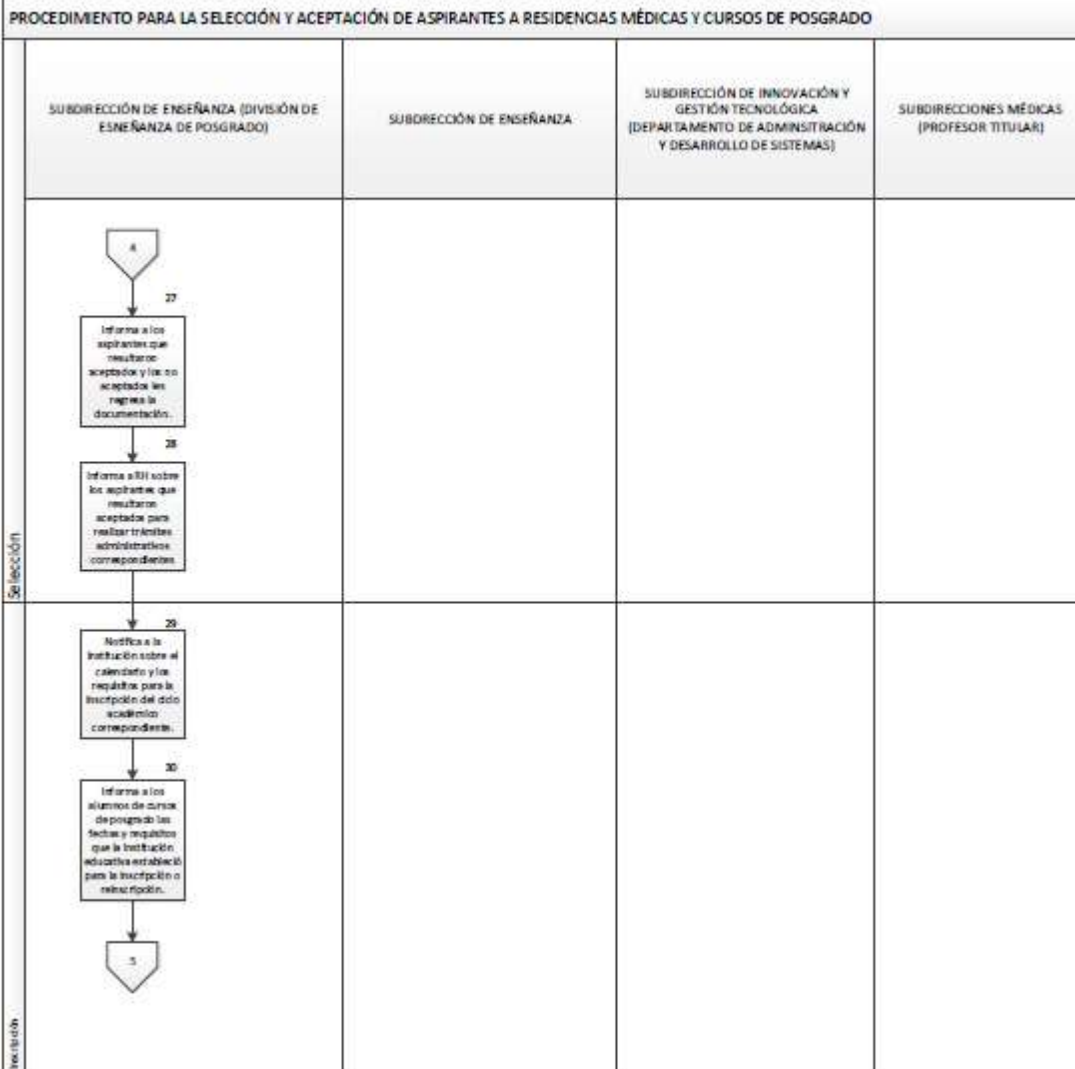 PROCEDIMIENTO PARA LA SELECCIÓN Y ACEPTACIÓN DE ASPIRANTES A RESIDENCIAS MÉDICAS Y CURSOS DE POSGRADO
SUBDIRECCIÓN DE ENSEÑANZA (DIVISIÓN DE
ESNEÑANZA DE POSGRADO)
SUBDRECCIÓN DE ENSEÑANZA
SUBDIRECCIÓN DE INNOVACIÓN Y
GESTIÓN TECNOLÓGICA
(DEPARTAMENTO DE ADMINSITRACIÓN
Y DESARROLLO DE SISTEMAS)
SUBDIRECCIONES MÉDICAS
(PROFESOR TITULAR)
Selección
4
27
Informa a los
aspirantes que
resultaron
aceptados y los no
aceptados les
regresa la
documentación.
28
Informa a RH sobre
los aspirantes que
resultaron
aceptados para
realizar trámites
administrativos
correspondientes
Inscripción
29
Notifica a la
Institución sobre el
calendario y los
requisitos para la
inscripción del ciclo
académico
correspondiente.
30
Informa a los
alumnos de cursos
de posgrado las
fechas y requisitos
que la Institución
educativa estableció
para la inscripción o
reinscripción.
5